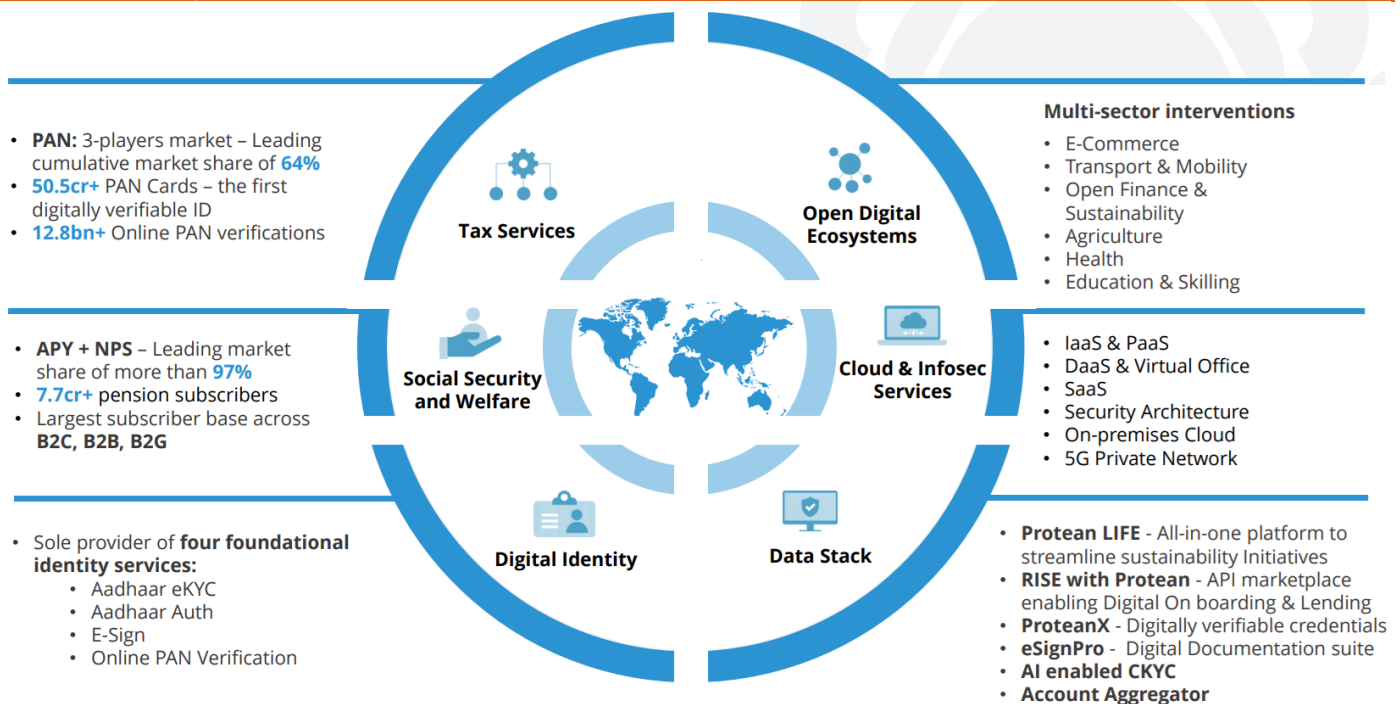 • PAN: 3-players market – Leading
cumulative market share of 64%
• 50.5cr+ PAN Cards – the first
digitally verifiable ID
• 12.8bn+ Online PAN verifications
Tax Services
Open Digital
Ecosystems
Multi-sector interventions
• E-Commerce
• Transport & Mobility
• Open Finance &
Sustainability
• Agriculture
• Health
• Education & Skilling
• APY + NPS – Leading market
share of more than 97%
• 7.7cr+ pension subscribers
• Largest subscriber base across
B2C, B2B, B2G
Social Security
and Welfare
Cloud & Infosec
Services
• IaaS & PaaS
• DaaS & Virtual Office
• SaaS
• Security Architecture
• On-premises Cloud
• 5G Private Network
• Sole provider of four foundational
identity services:
• Aadhaar eKYC
• Aadhaar Auth
• E-Sign
• Online PAN Verification
Digital Identity
Data Stack
• Protean LIFE - All-in-one platform to
streamline sustainability Initiatives
• RISE with Protean - API marketplace
enabling Digital On boarding & Lending
• ProteanX - Digitally verifiable credentials
• eSignPro - Digital Documentation suite
• AI enabled CKYC
• Account Aggregator